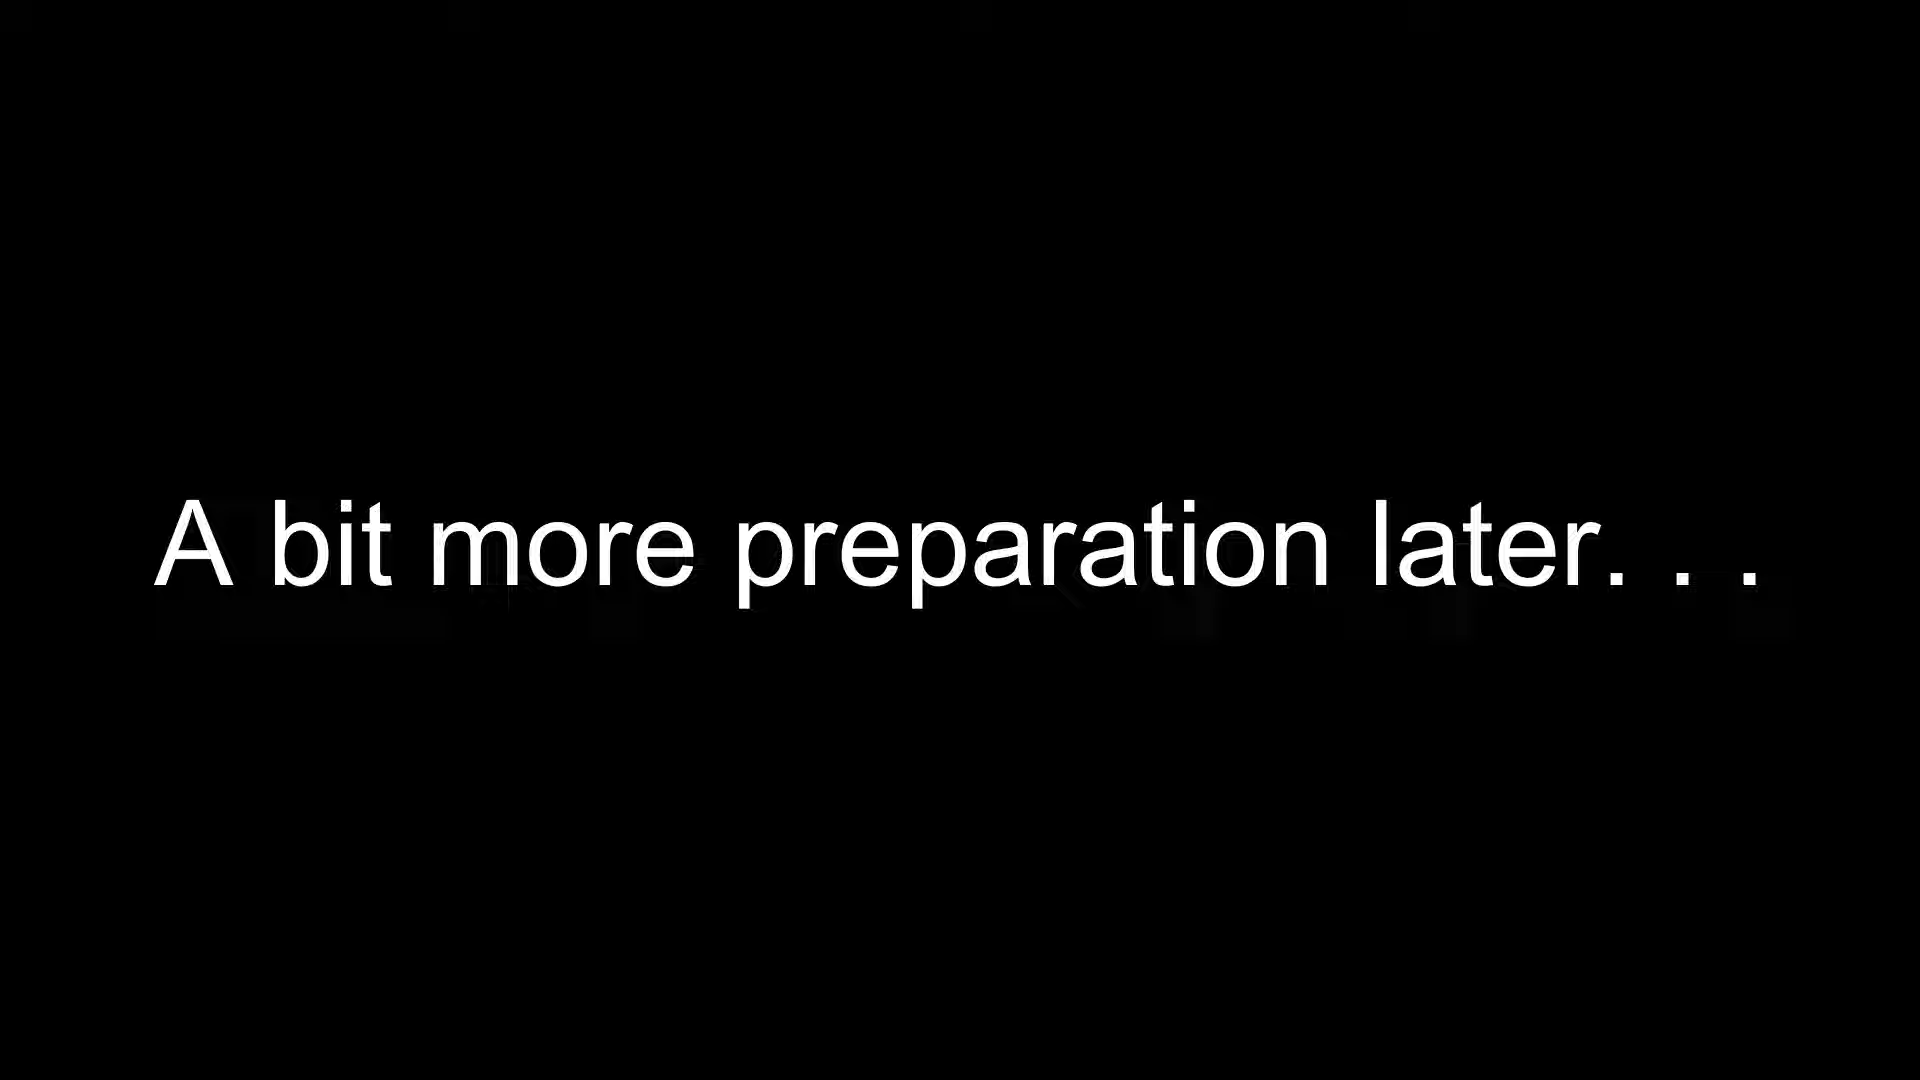 A bit more preparation later. . .